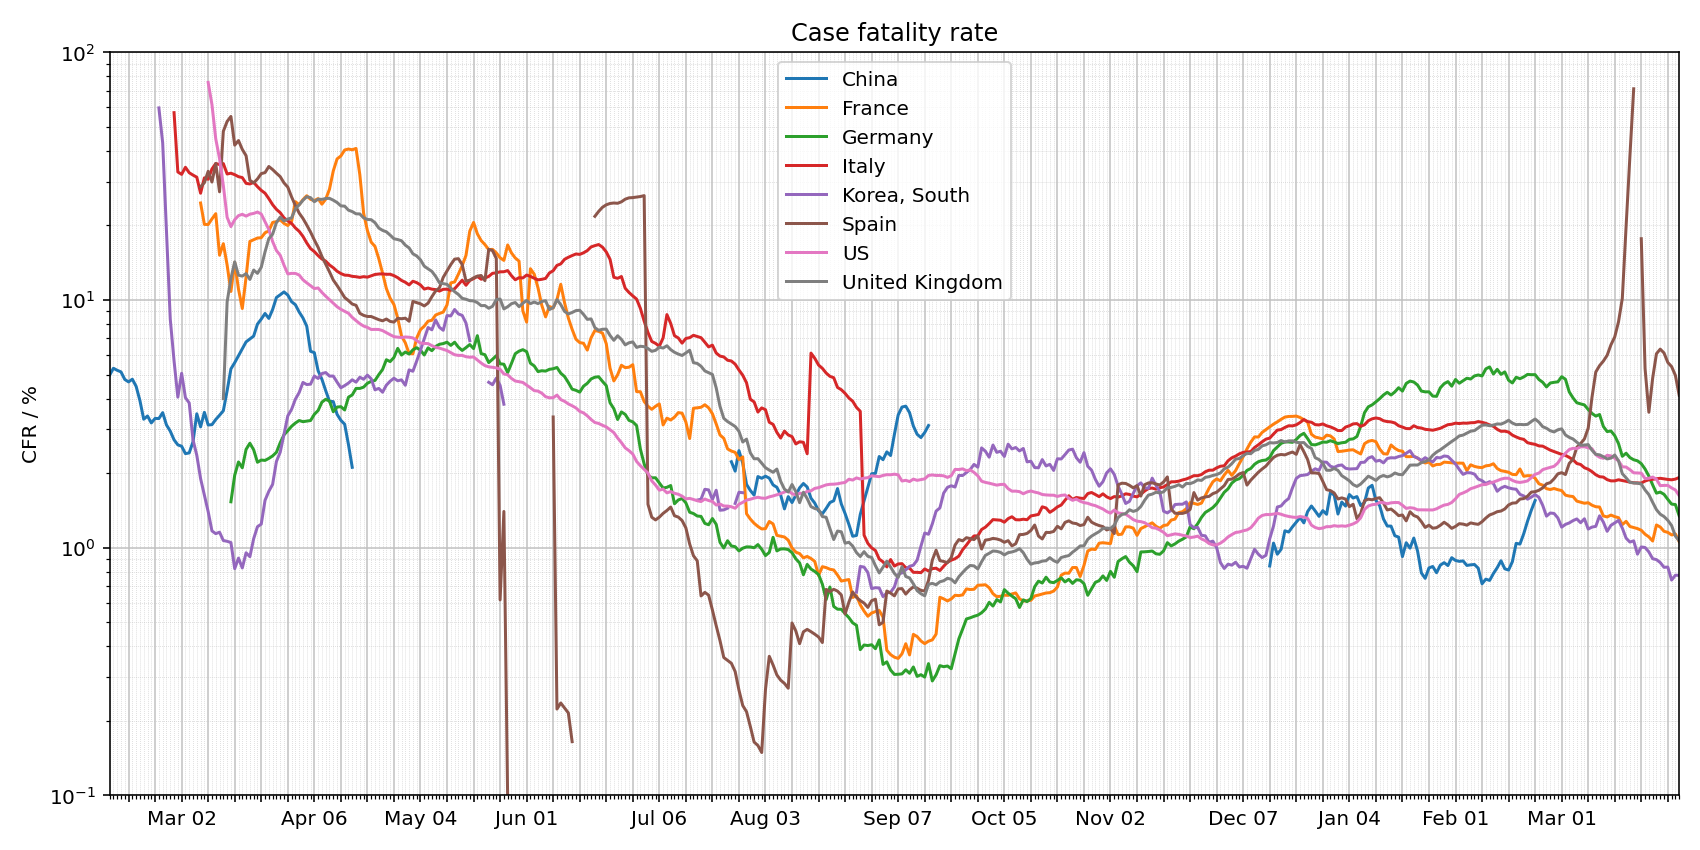 Case fatality rate
10²
10¹
10⁰
10⁻¹
CFR / %
China
France
Germany
Italy
Korea, South
Spain
US
United Kingdom
Mar 02 Apr 06 May 04 Jun 01 Jul 06 Aug 03 Sep 07 Oct 05 Nov 02 Dec 07 Jan 04 Feb 01 Mar 01